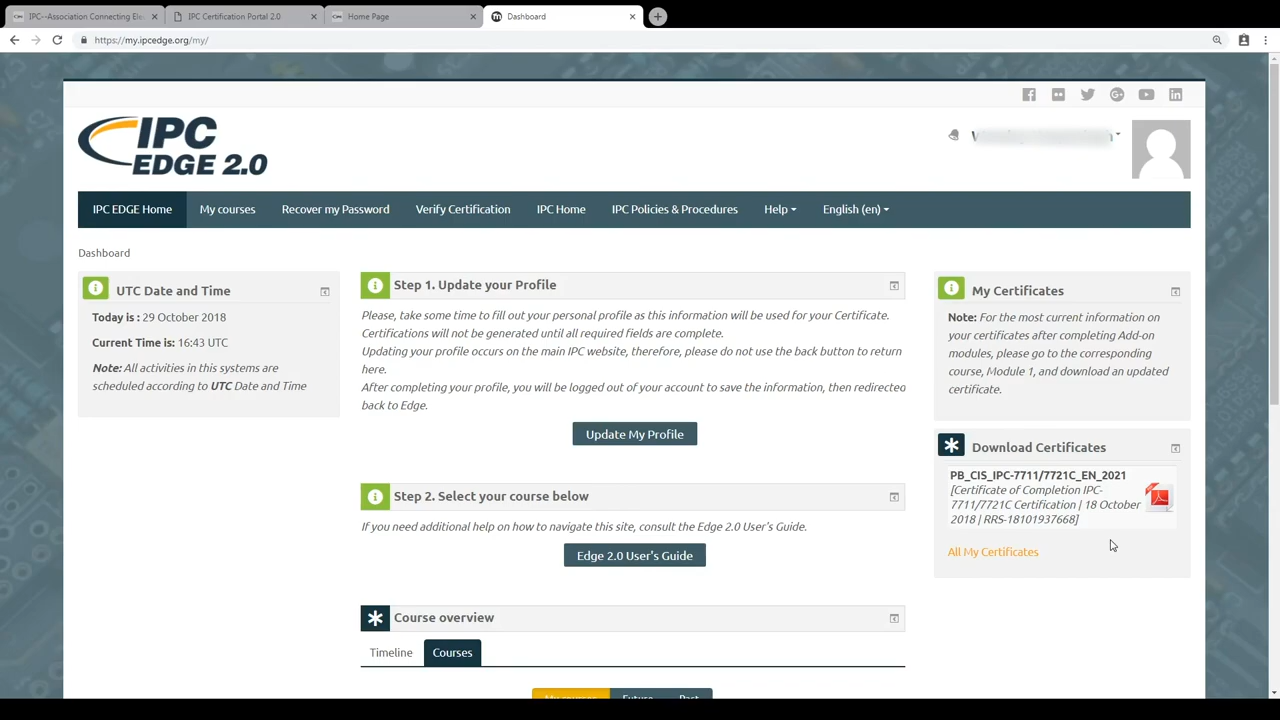 IPC--Association Connecting Ele
IPC Certification Portal 2.0
Home Page
Dashboard
https://my.ipcedge.org/my/
IPC
EDGE 2.0
IPC EDGE Home
My courses
Recover my Password
Verify Certification
IPC Home
IPC Policies & Procedures
Help
English (en)
Dashboard
UTC Date and Time
Today is : 29 October 2018
Current Time is: 16:43 UTC
Note: All activities in this systems are
scheduled according to UTC Date and Time
Step 1. Update your Profile
Please, take some time to fill out your personal profile as this information will be used for your Certificate.
Certifications will not be generated until all required fields are complete.
Updating your profile occurs on the main IPC website, therefore, please do not use the back button to return
here.
After completing your profile, you will be logged out of your account to save the information, then redirected
back to Edge.
Update My Profile
Step 2. Select your course below
If you need additional help on how to navigate this site, consult the Edge 2.0 User's Guide.
Edge 2.0 User's Guide
Course overview
Timeline
Courses
My courses
Future
Past
My Certificates
Note: For the most current information on
your certificates after completing Add-on
modules, please go to the corresponding
course, Module 1, and download an updated
certificate.
Download Certificates
PB_CIS_IPC-7711/7721C_EN_2021
[Certificate of Completion IPC-
7711/7721C Certification | 18 October
2018 | RRS-18101937668]
All My Certificates